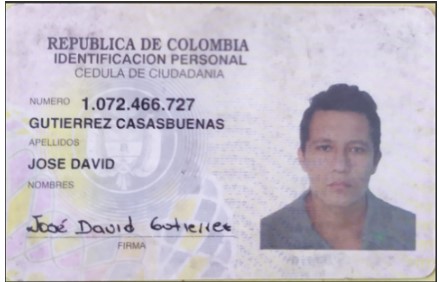 REPUBLICA DE COLOMBIA
IDENTIFICACION PERSONAL
CEDULA DE CIUDADANIA
NUMERO 1.072.466.727
GUTIERREZ CASASBUENAS
APELLIDOS
JOSE DAVID
NOMBRES
José David Gutierrez
FIRMA